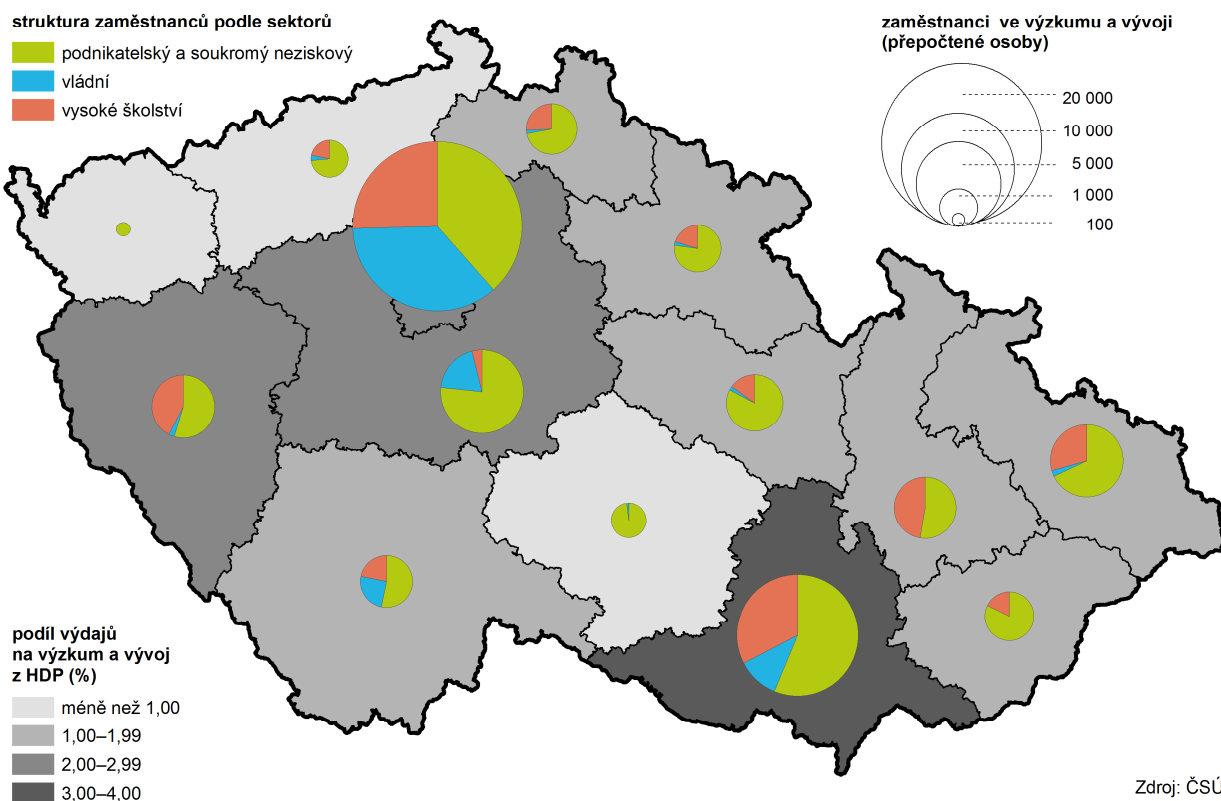 struktura zaměstnanců podle sektorů
podnikatelský a soukromý neziskový
vládní
vysoké školství
zaměstnanci ve výzkumu a vývoji
(přepočtené osoby)
20 000
10 000
5 000
1 000
100
podíl výdajů
na výzkum a vývoj
z HDP (%)
méně než 1,00
1,00–1,99
2,00–2,99
3,00–4,00
Zdroj: ČSÚ